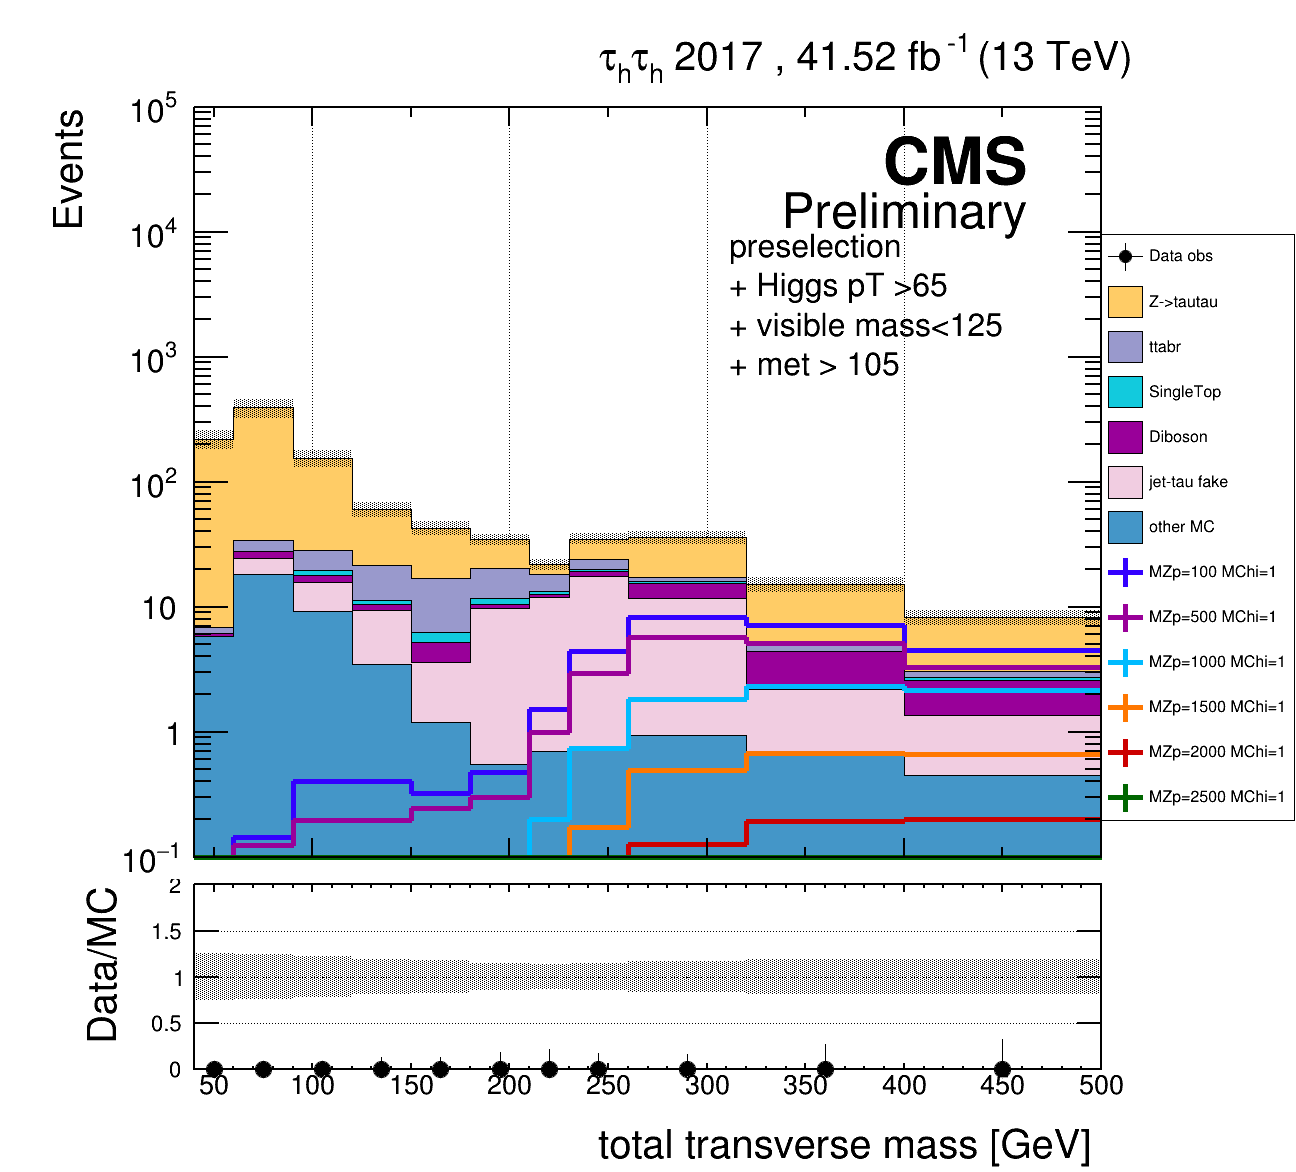 τhτh 2017 , 41.52 fb-1 (13 TeV)
Events
10^5
10^4
10^3
10^2
10
1
10^−1
CMS
Preliminary
preselection
+ Higgs pT >65
+ visible mass<125
+ met > 105
Data obs
Z->tautau
ttabr
SingleTop
Diboson
jet-tau fake
other MC
MZp=100 MChi=1
MZp=500 MChi=1
MZp=1000 MChi=1
MZp=1500 MChi=1
MZp=2000 MChi=1
MZp=2500 MChi=1
Data/MC
2
1.5
1
0.5
0
50 100 150 200 250 300 350 400 450 500
total transverse mass [GeV]